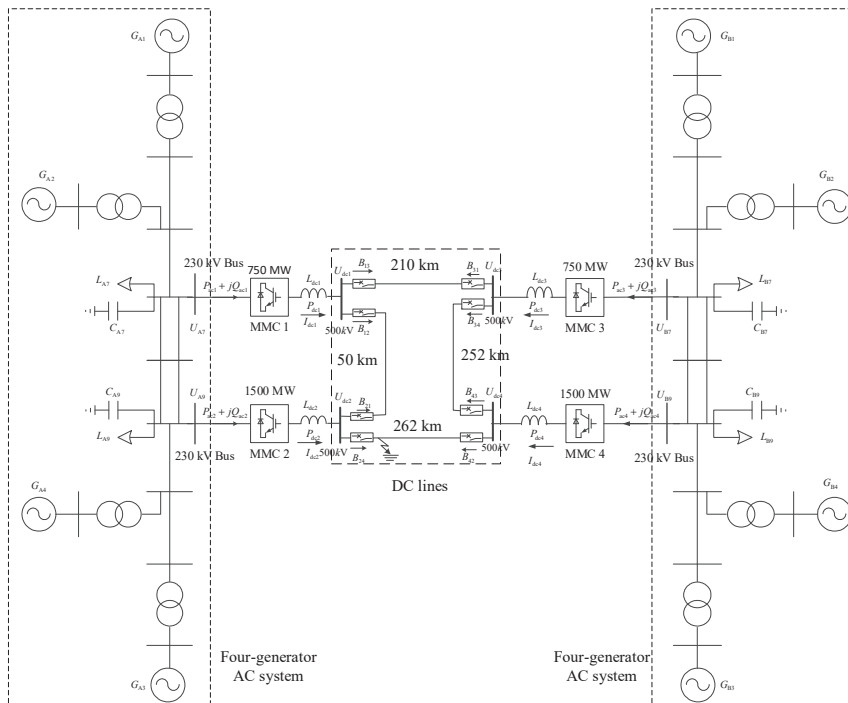 G_A1
G_B1
G_A2
G_B2
210 km
B_13
B_31
U_dc1
U_dc3
230 kV Bus
750 MW
L_dc1
L_dc3
750 MW
230 kV Bus
L_A7
L_B7
P_ac1 + jQ_ac1
P_dc1
P_dc3
P_ac3 + jQ_ac3
C_A7
C_B7
U_A7
MMC 1
I_dc1
500kV
B_12
B_34
500kV
I_dc3
MMC 3
U_B7
50 km
252 km
C_A9
U_A9
1500 MW
L_dc2
U_dc2
B_21
B_43
U_dc4
L_dc4
1500 MW
U_B9
C_B9
262 km
L_A9
P_ac2 + jQ_ac2
P_dc2
P_dc4
P_ac4 + jQ_ac4
L_B9
230 kV Bus
MMC 2
I_dc2
500kV
B_24
B_42
500kV
I_dc4
MMC 4
230 kV Bus
DC lines
G_A4
G_B4
Four-generator
AC system
Four-generator
AC system
G_A3
G_B3